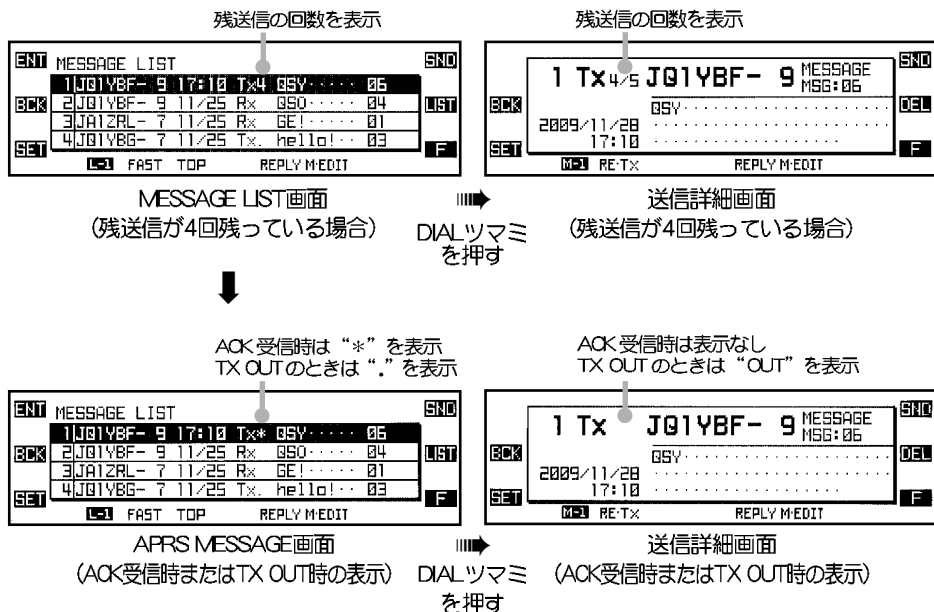 残送信の回数を表示
ENT MESSAGE LIST SND
1 JQ1YBF- 9 17:10 Tx4 QSY····· 06
BCK 2 JQ1YBF- 9 11/25 Rx QSO····· 04 LIST
3 JA1ZRL- 7 11/25 Rx GE!····· 01
SET 4 JQ1YBG- 7 11/25 Tx. hello!·· 03 F
L-1 FAST TOP REPLY M·EDIT
MESSAGE LIST画面
(残送信が4回残っている場合)
DIALツマミ
を押す
残送信の回数を表示
1 Tx4/5 JQ1YBF- 9 MESSAGE SND
MSG:06
BCK QSY DEL
2009/11/28
SET 17:10 F
M-1 RE·TX REPLY M·EDIT
送信詳細画面
(残送信が4回残っている場合)
ACK 受信時は“*”を表示
TX OUTのときは“.”を表示
ENT MESSAGE LIST SND
1 JQ1YBF- 9 17:10 Tx* QSY····· 06
BCK 2 JQ1YBF- 9 11/25 Rx QSO····· 04 LIST
3 JA1ZRL- 7 11/25 Rx GE!····· 01
SET 4 JQ1YBG- 7 11/25 Tx. hello!·· 03 F
L-1 FAST TOP REPLY M·EDIT
APRS MESSAGE画面
(ACK受信時またはTX OUT時の表示)
DIALツマミ
を押す
ACK 受信時は表示なし
TX OUTのときは“OUT”を表示
1 Tx JQ1YBF- 9 MESSAGE SND
MSG:06
BCK QSY DEL
2009/11/28
SET 17:10 F
M-1 RE·TX REPLY M·EDIT
送信詳細画面
(ACK受信時またはTX OUT時の表示)